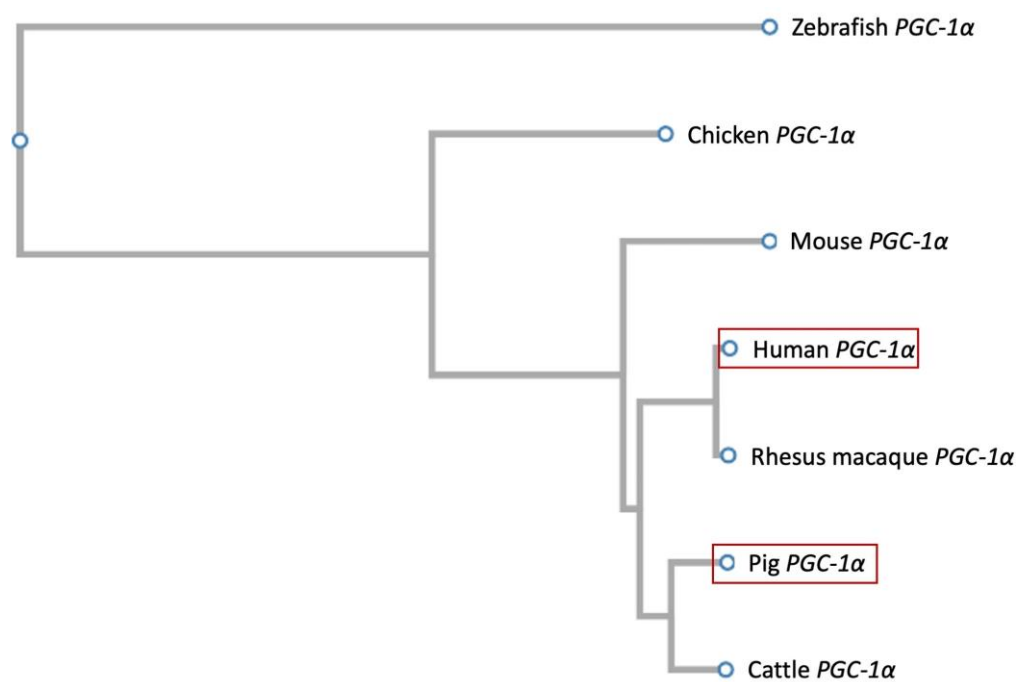 Zebrafish PGC-1α
Chicken PGC-1α
Mouse PGC-1α
Human PGC-1α
Rhesus macaque PGC-1α
Pig PGC-1α
Cattle PGC-1α